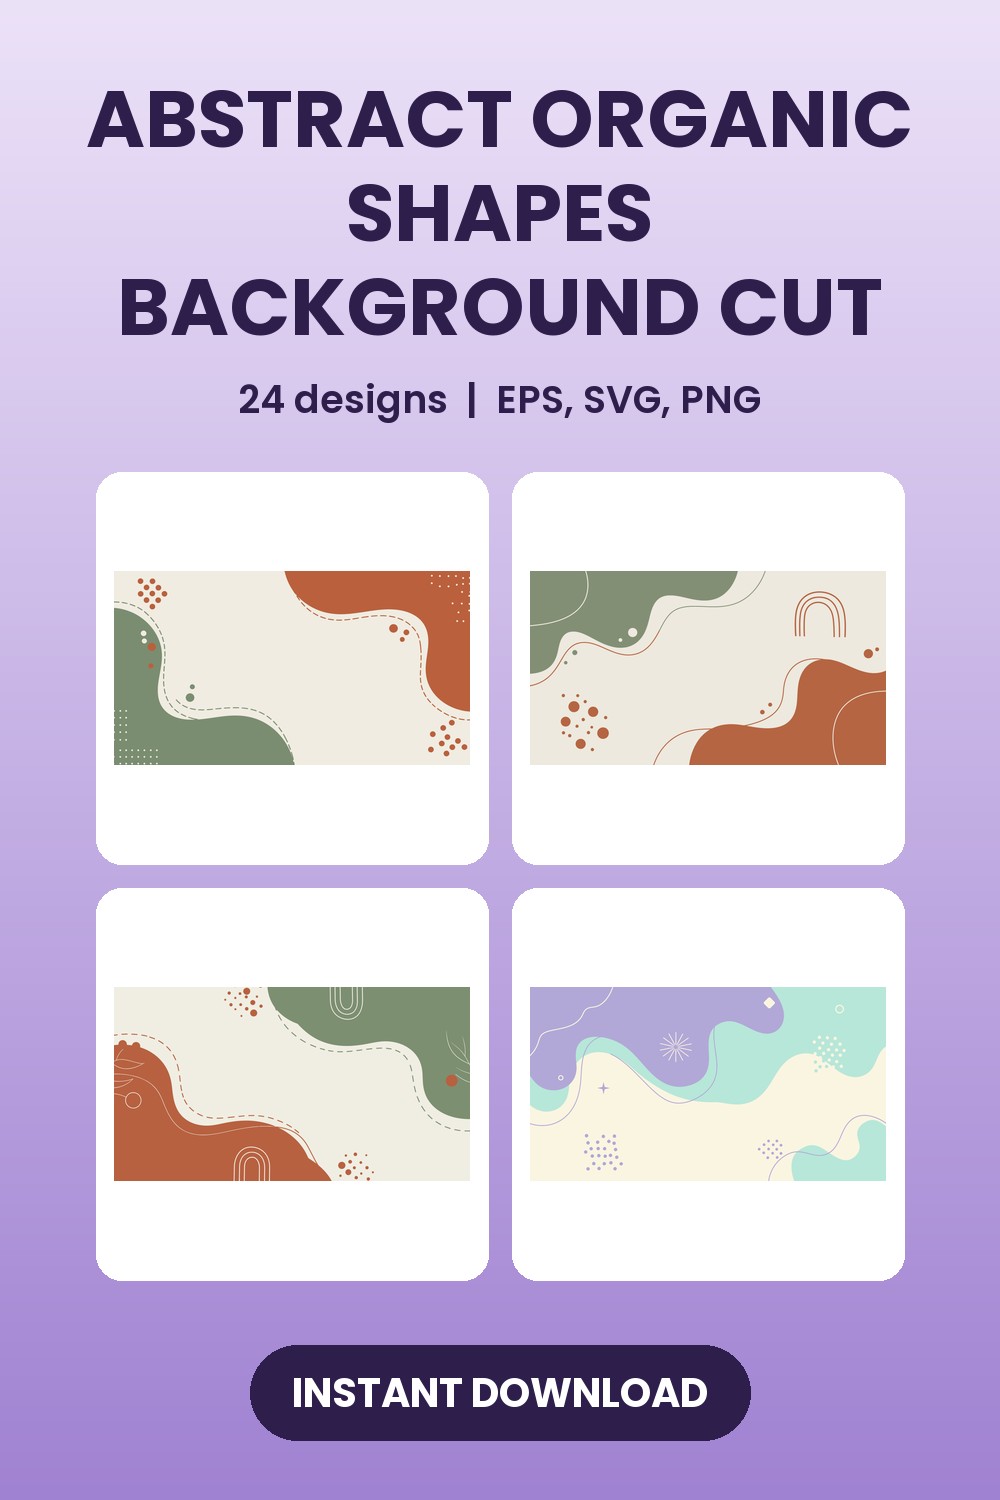 ABSTRACT ORGANIC
SHAPES
BACKGROUND CUT
24 designs | EPS, SVG, PNG
INSTANT DOWNLOAD